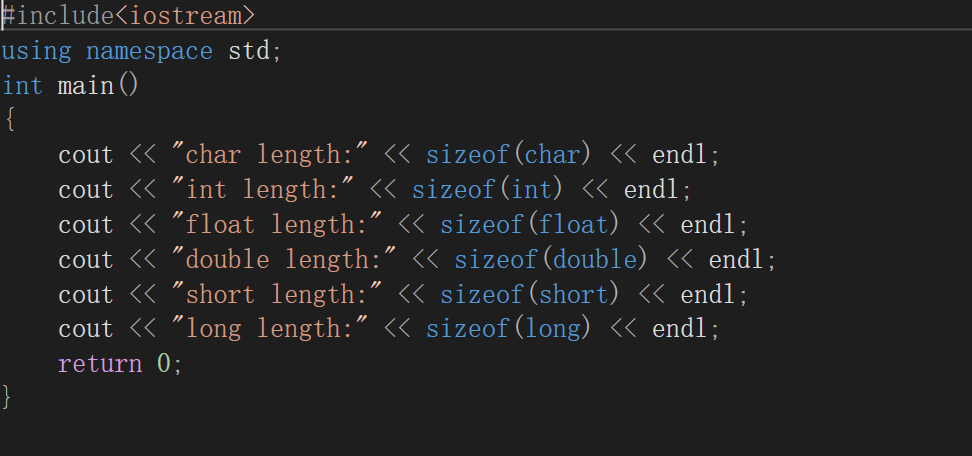 #include<iostream>
using namespace std;
int main()
{
    cout << "char length:" << sizeof(char) << endl;
    cout << "int length:" << sizeof(int) << endl;
    cout << "float length:" << sizeof(float) << endl;
    cout << "double length:" << sizeof(double) << endl;
    cout << "short length:" << sizeof(short) << endl;
    cout << "long length:" << sizeof(long) << endl;
    return 0;
}